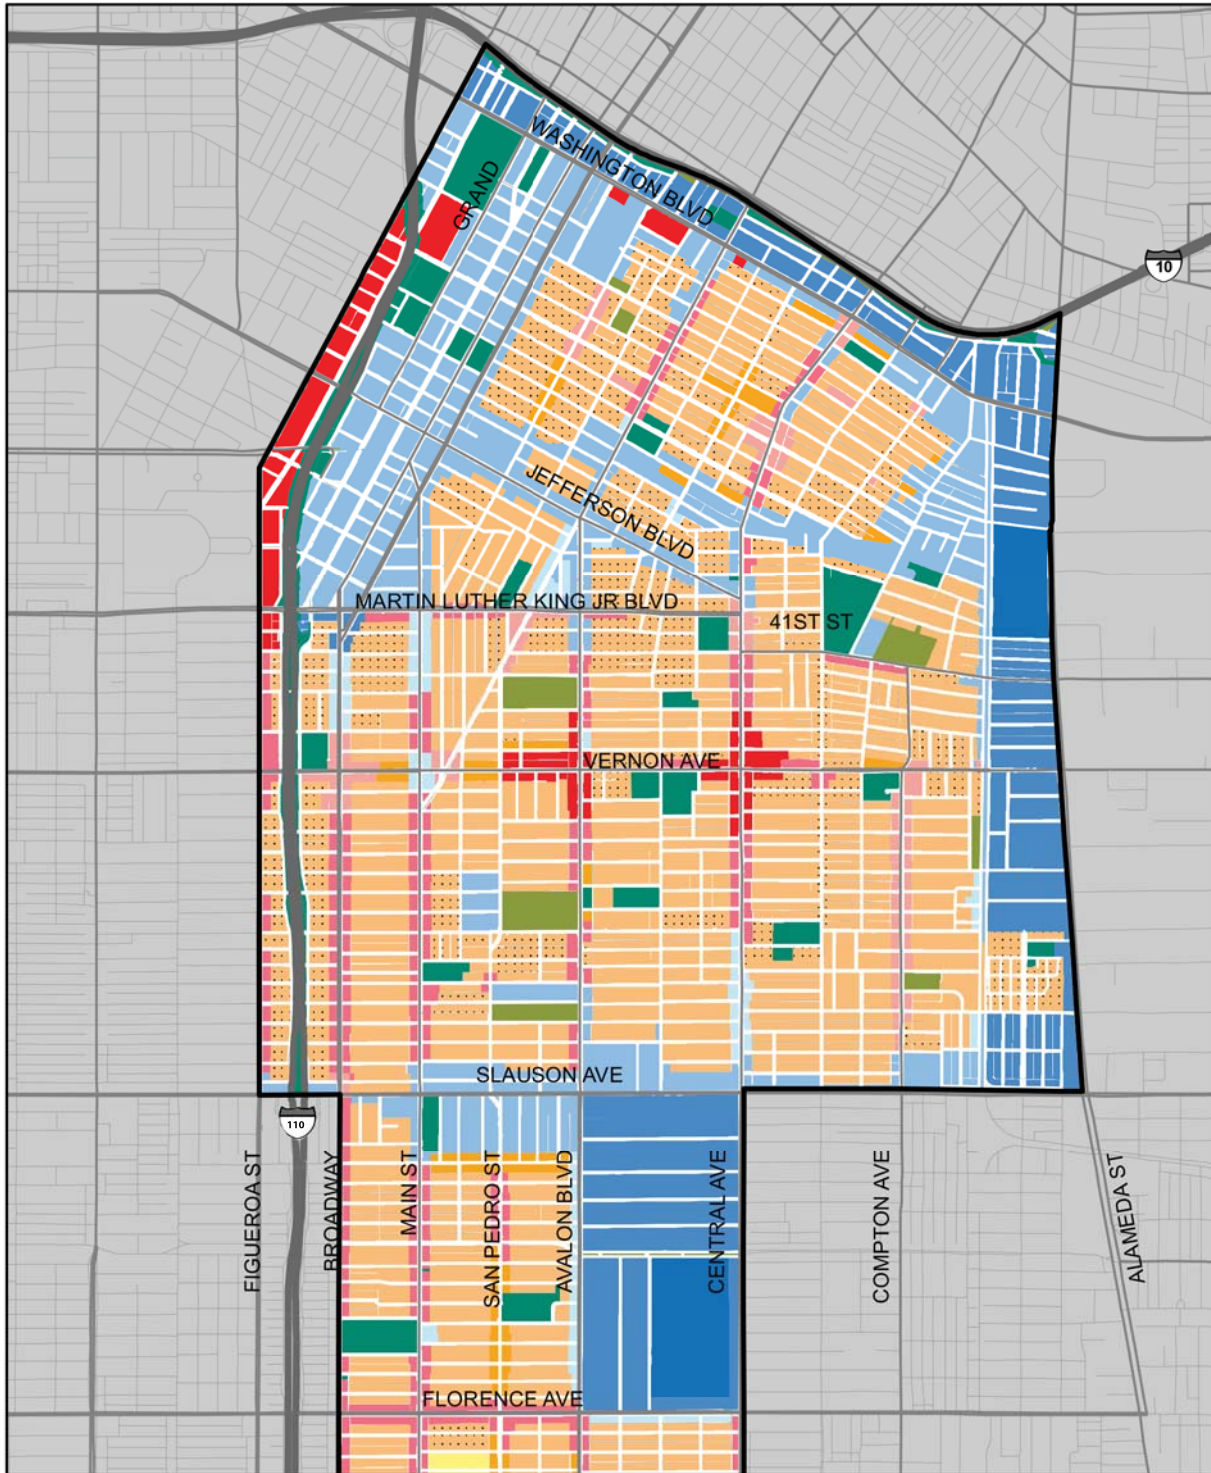 WASHINGTON BLVD
GRAND
10
JEFFERSON BLVD
MARTIN LUTHER KING JR BLVD
41ST ST
VERNON AVE
SLAUSON AVE
110
FIGUEROA ST
BROADWAY
MAIN ST
SAN PEDRO ST
AVALON BLVD
CENTRAL AVE
COMPTON AVE
ALAMEDA ST
FLORENCE AVE